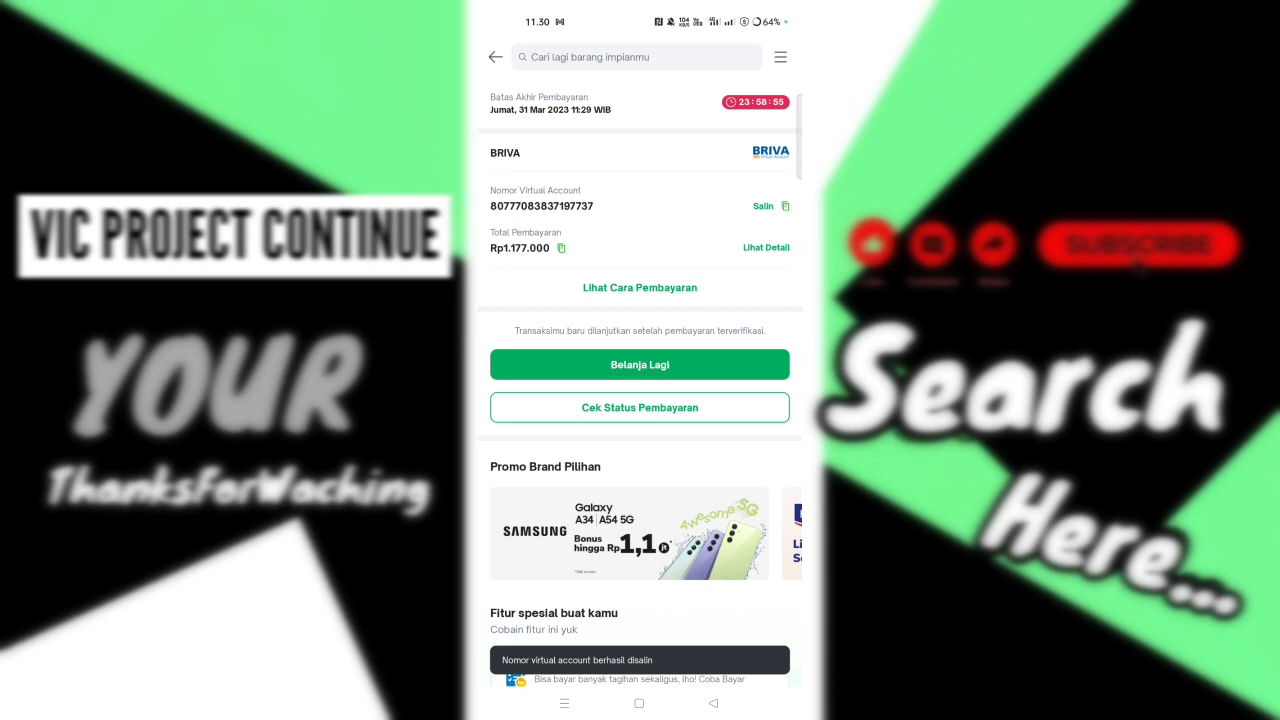 11.30
64%
Cari lagi barang impianmu
Batas Akhir Pembayaran
Jumat, 31 Mar 2023 11:29 WIB
23 : 58 : 55
BRIVA
BRIVA
Nomor Virtual Account
80777083837197737
Salin
Total Pembayaran
Rp1.177.000
Lihat Detail
Lihat Cara Pembayaran
Transaksimu baru dilanjutkan setelah pembayaran terverifikasi.
Belanja Lagi
Cek Status Pembayaran
Promo Brand Pilihan
SAMSUNG
Galaxy
A34 | A54 5G
Bonus
hingga Rp1,1 jt*
Awesome 5G
Li
Se
Fitur spesial buat kamu
Cobain fitur ini yuk
Nomor virtual account berhasil disalin
Bisa bayar banyak tagihan sekaligus, lho! Coba Bayar
VIC PROJECT CONTINUE
YOUR
ThanksForWaching
SUBSCRIBE
Search
Here...